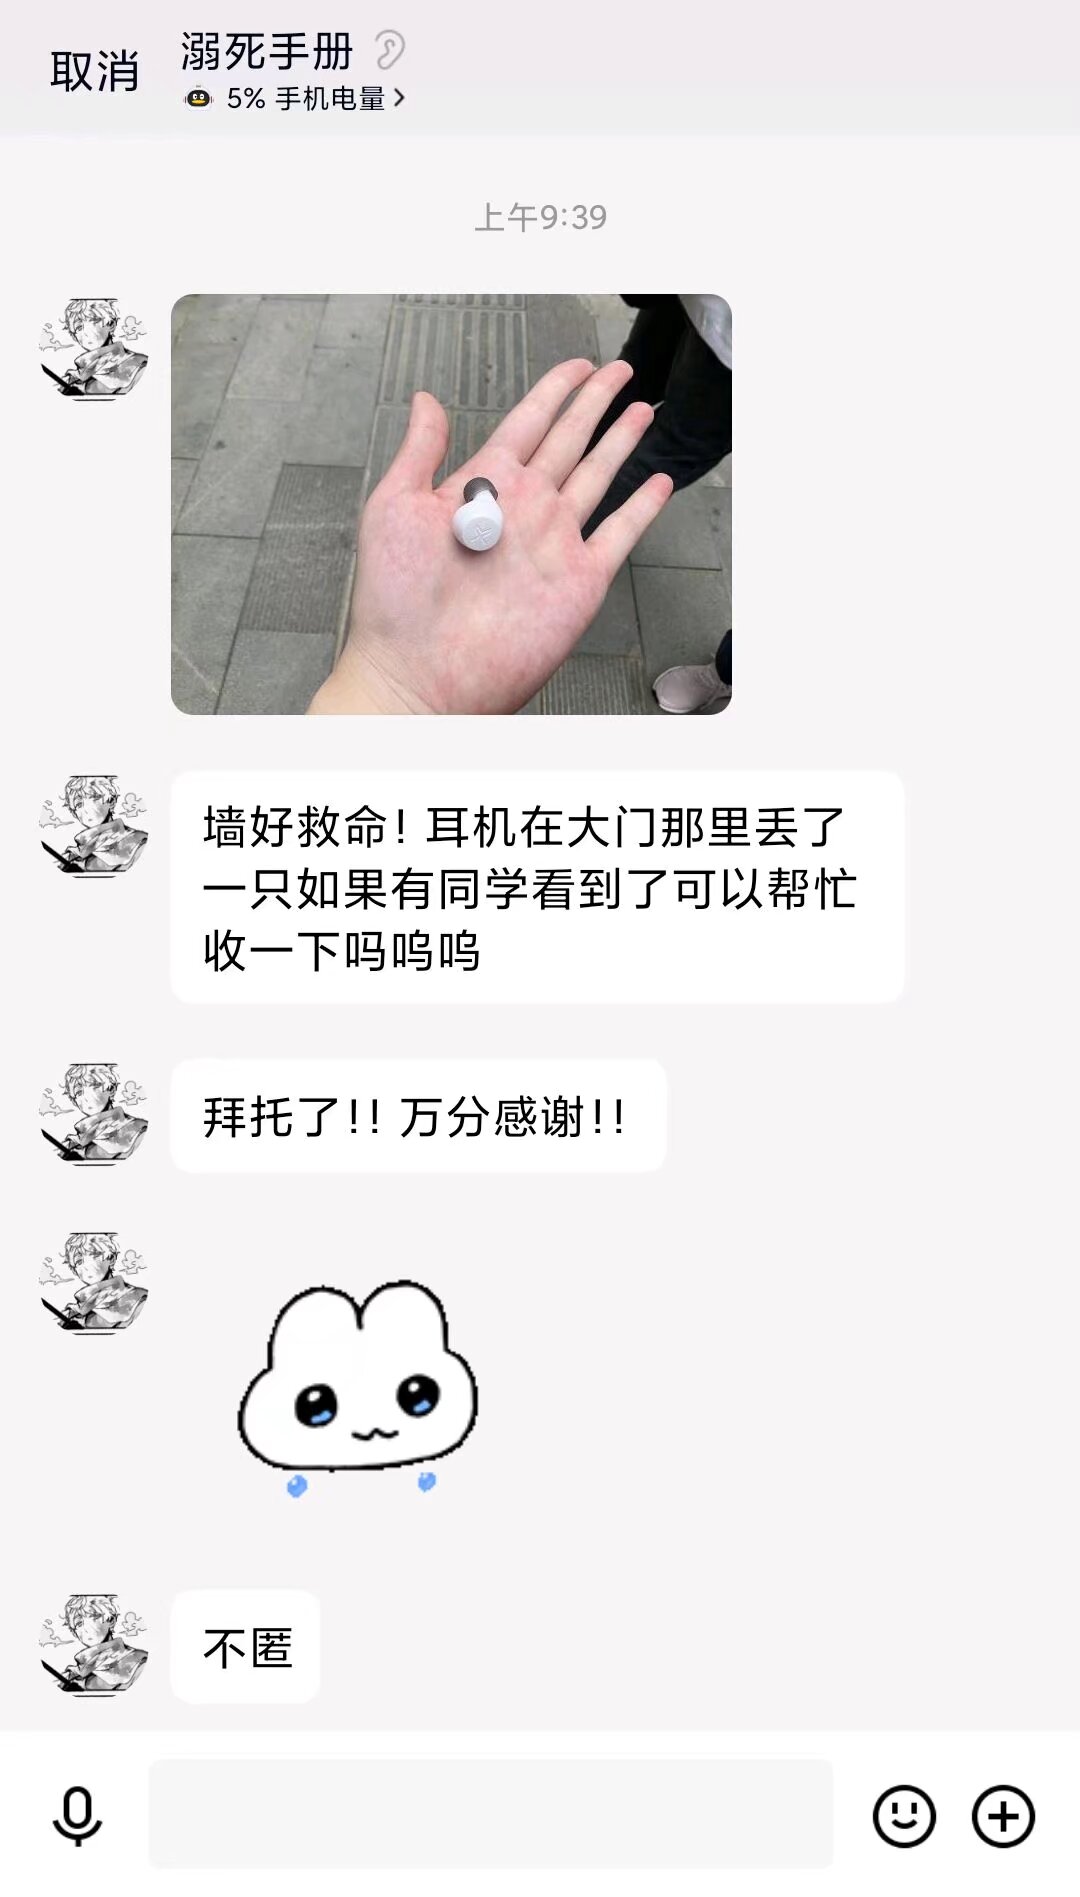 取消
溺死手册
5% 手机电量
上午9:39
墙好救命！耳机在大门那里丢了
一只如果有同学看到了可以帮忙
收一下吗呜呜
拜托了！！万分感谢！！
不匿